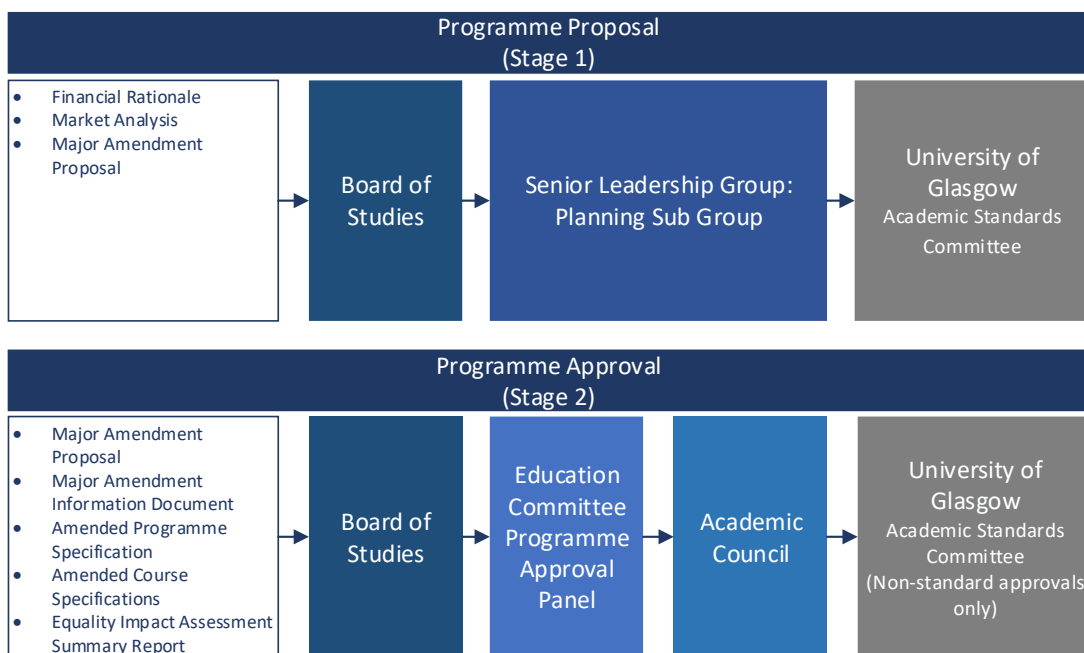 Programme Proposal
(Stage 1)
• Financial Rationale
• Market Analysis
• Major Amendment
Proposal
Board of
Studies
Senior Leadership Group:
Planning Sub Group
University of
Glasgow
Academic Standards
Committee
Programme Approval
(Stage 2)
• Major Amendment
Proposal
• Major Amendment
Information Document
• Amended Programme
Specification
• Amended Course
Specifications
• Equality Impact Assessment
Summary Report
Board of
Studies
Education
Committee
Programme
Approval
Panel
Academic
Council
University of
Glasgow
Academic Standards
Committee
(Non-standard approvals
only)